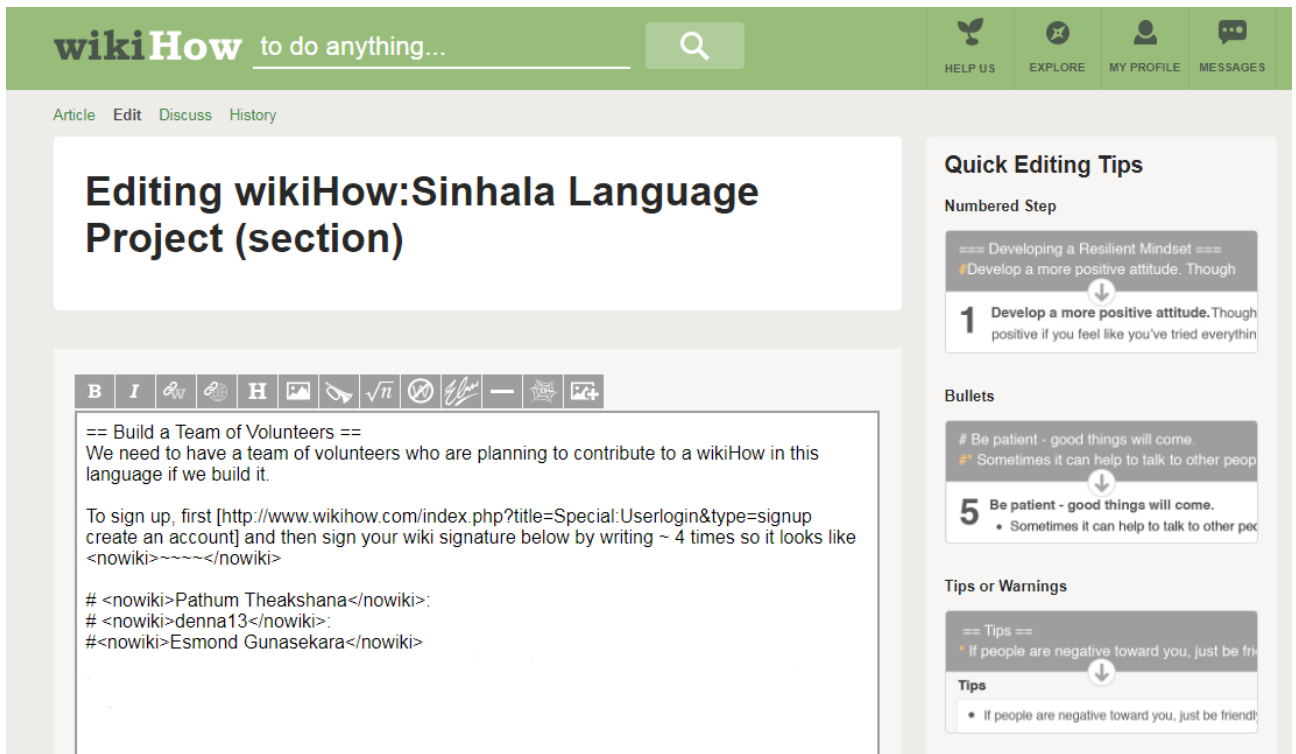 wikiHow to do anything...
HELP US
EXPLORE
MY PROFILE
MESSAGES
Article Edit Discuss History
Editing wikiHow:Sinhala Language
Project (section)
B I W H √n W
== Build a Team of Volunteers ==
We need to have a team of volunteers who are planning to contribute to a wikiHow in this
language if we build it.
To sign up, first [http://www.wikihow.com/index.php?title=Special:Userlogin&type=signup
create an account] and then sign your wiki signature below by writing ~ 4 times so it looks like
<nowiki>~~~~</nowiki>
# <nowiki>Pathum Theakshana</nowiki>:
# <nowiki>denna13</nowiki>:
#<nowiki>Esmond Gunasekara</nowiki>
Quick Editing Tips
Numbered Step
=== Developing a Resilient Mindset ===
#Develop a more positive attitude. Though
1 Develop a more positive attitude. Though
positive if you feel like you've tried everythin
Bullets
# Be patient - good things will come.
#* Sometimes it can help to talk to other peop
5 Be patient - good things will come.
• Sometimes it can help to talk to other pec
Tips or Warnings
== Tips ==
* If people are negative toward you, just be frie
Tips
• If people are negative toward you, just be friendly